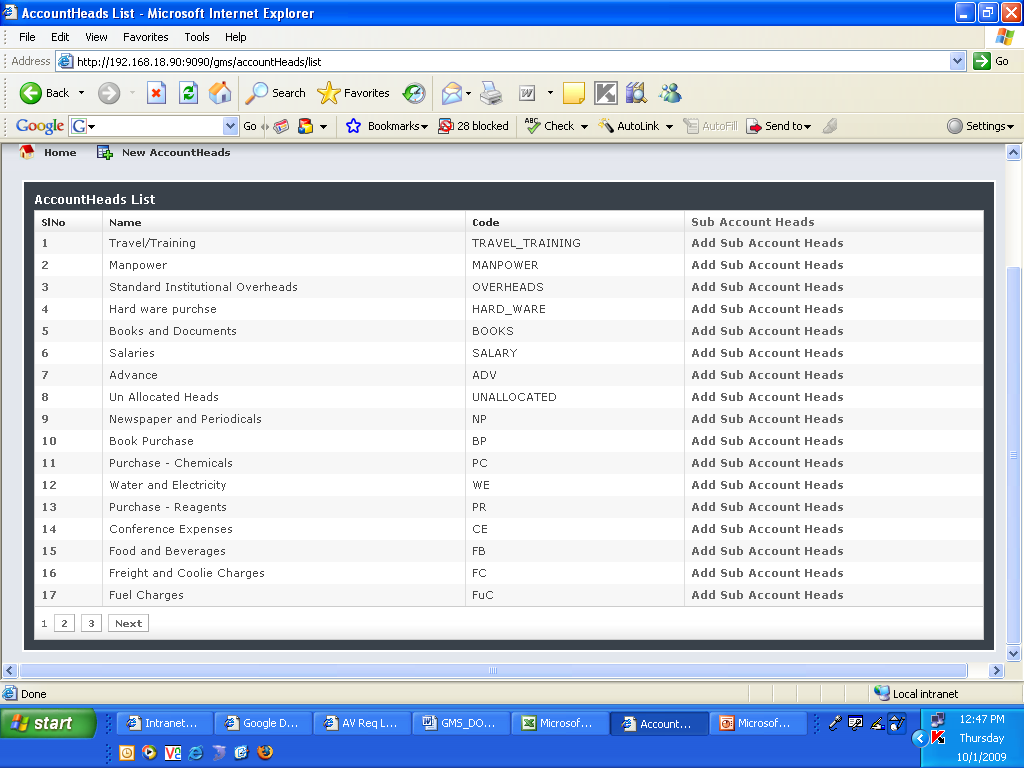 AccountHeads List - Microsoft Internet Explorer
File Edit View Favorites Tools Help
Address http://192.168.18.90:9090/gms/accountHeads/list Go
Back Search Favorites
Google G Go Bookmarks 28 blocked Check AutoLink AutoFill Send to Settings
Home New AccountHeads
AccountHeads List
SlNo Name Code Sub Account Heads
1 Travel/Training TRAVEL_TRAINING Add Sub Account Heads
2 Manpower MANPOWER Add Sub Account Heads
3 Standard Institutional Overheads OVERHEADS Add Sub Account Heads
4 Hard ware purchse HARD_WARE Add Sub Account Heads
5 Books and Documents BOOKS Add Sub Account Heads
6 Salaries SALARY Add Sub Account Heads
7 Advance ADV Add Sub Account Heads
8 Un Allocated Heads UNALLOCATED Add Sub Account Heads
9 Newspaper and Periodicals NP Add Sub Account Heads
10 Book Purchase BP Add Sub Account Heads
11 Purchase - Chemicals PC Add Sub Account Heads
12 Water and Electricity WE Add Sub Account Heads
13 Purchase - Reagents PR Add Sub Account Heads
14 Conference Expenses CE Add Sub Account Heads
15 Food and Beverages FB Add Sub Account Heads
16 Freight and Coolie Charges FC Add Sub Account Heads
17 Fuel Charges FuC Add Sub Account Heads
1 2 3 Next
Done Local intranet
start Intranet... Google D... AV Req L... GMS_DO... Microsof... Account... Microsof... 12:47 PM
Thursday
10/1/2009